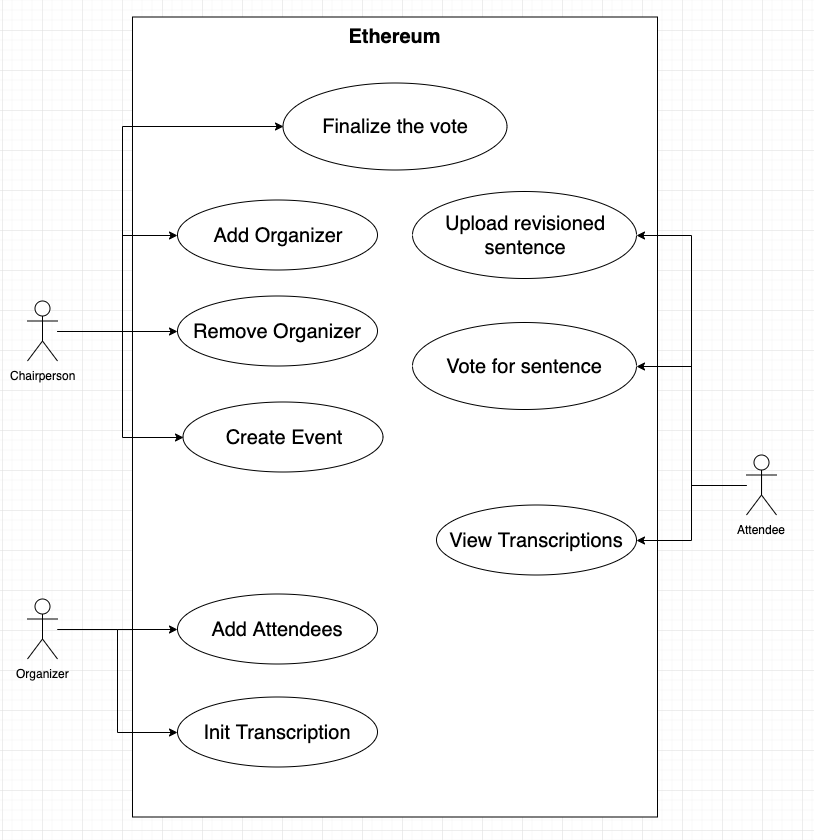 Ethereum
Finalize the vote
Add Organizer
Upload revisioned
sentence
Remove Organizer
Vote for sentence
Chairperson
Create Event
Attendee
View Transcriptions
Add Attendees
Organizer
Init Transcription